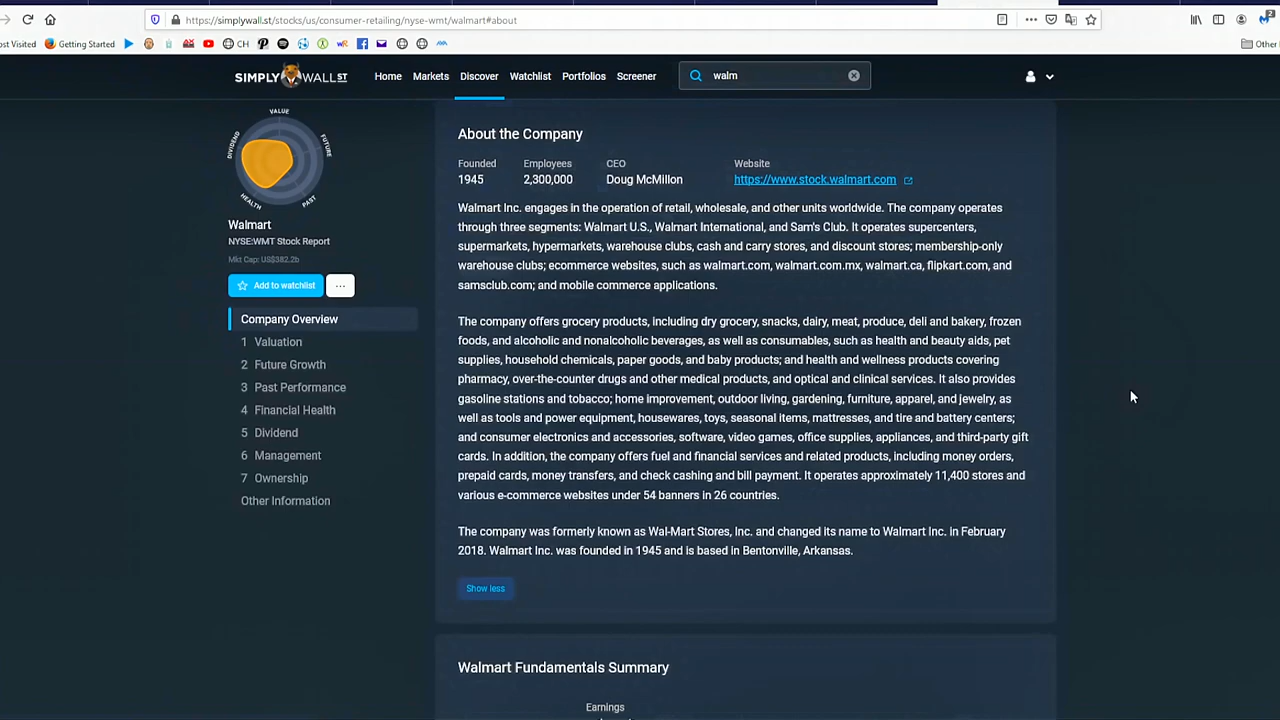 https://simplywall.st/stocks/us/consumer-retailing/nyse-wmt/walmart#about
ost Visited Getting Started CH
Other
SIMPLY WALL ST Home Markets Discover Watchlist Portfolios Screener walm
VALUE
FUTURE
PAST
HEALTH
DIVIDEND
Walmart
NYSE:WMT Stock Report
Mkt Cap: US$382.2b
Add to watchlist ...
Company Overview
1 Valuation
2 Future Growth
3 Past Performance
4 Financial Health
5 Dividend
6 Management
7 Ownership
Other Information
About the Company
Founded Employees CEO Website
1945 2,300,000 Doug McMillon https://www.stock.walmart.com
Walmart Inc. engages in the operation of retail, wholesale, and other units worldwide. The company operates
through three segments: Walmart U.S., Walmart International, and Sam's Club. It operates supercenters,
supermarkets, hypermarkets, warehouse clubs, cash and carry stores, and discount stores; membership-only
warehouse clubs; ecommerce websites, such as walmart.com, walmart.com.mx, walmart.ca, flipkart.com, and
samsclub.com; and mobile commerce applications.
The company offers grocery products, including dry grocery, snacks, dairy, meat, produce, deli and bakery, frozen
foods, and alcoholic and nonalcoholic beverages, as well as consumables, such as health and beauty aids, pet
supplies, household chemicals, paper goods, and baby products; and health and wellness products covering
pharmacy, over-the-counter drugs and other medical products, and optical and clinical services. It also provides
gasoline stations and tobacco; home improvement, outdoor living, gardening, furniture, apparel, and jewelry, as
well as tools and power equipment, housewares, toys, seasonal items, mattresses, and tire and battery centers;
and consumer electronics and accessories, software, video games, office supplies, appliances, and third-party gift
cards. In addition, the company offers fuel and financial services and related products, including money orders,
prepaid cards, money transfers, and check cashing and bill payment. It operates approximately 11,400 stores and
various e-commerce websites under 54 banners in 26 countries.
The company was formerly known as Wal-Mart Stores, Inc. and changed its name to Walmart Inc. in February
2018. Walmart Inc. was founded in 1945 and is based in Bentonville, Arkansas.
Show less
Walmart Fundamentals Summary
Earnings